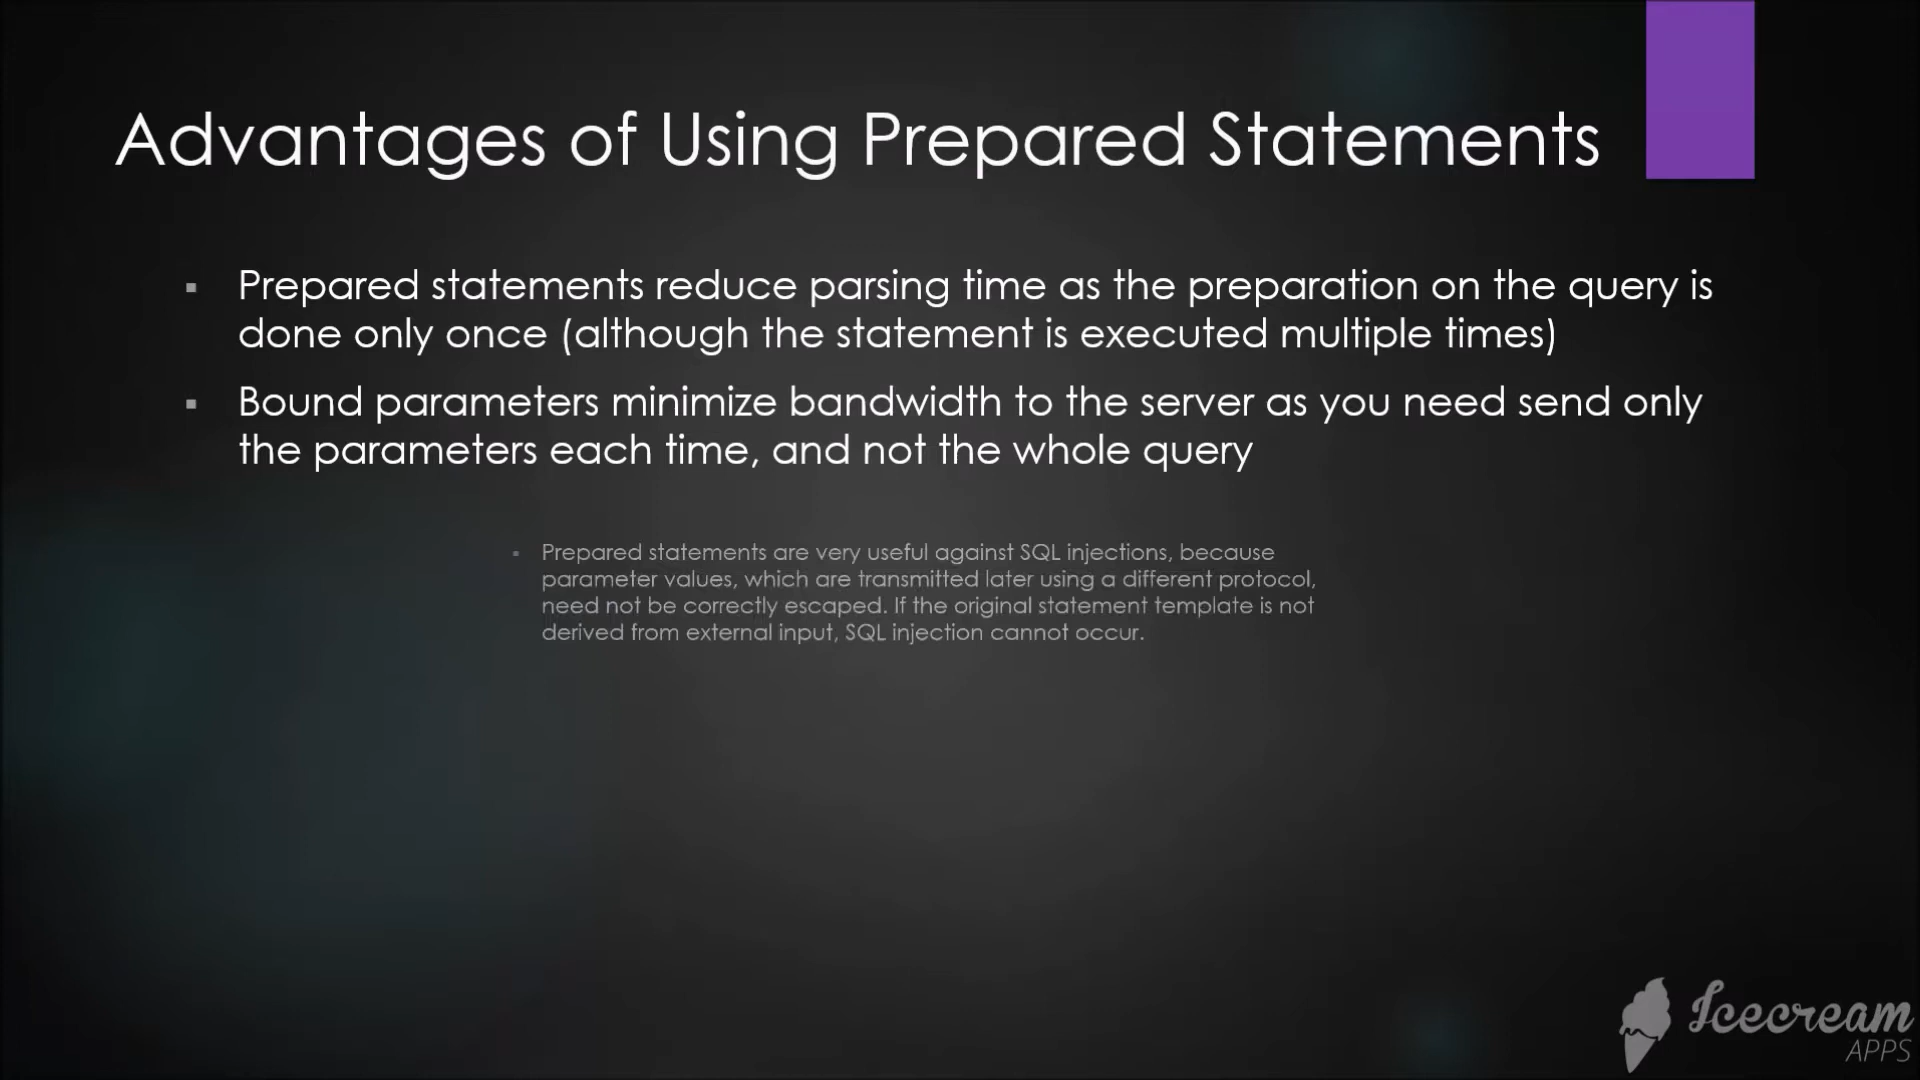 Advantages of Using Prepared Statements
Prepared statements reduce parsing time as the preparation on the query is
done only once (although the statement is executed multiple times)
Bound parameters minimize bandwidth to the server as you need send only
the parameters each time, and not the whole query
Prepared statements are very useful against SQL injections, because
parameter values, which are transmitted later using a different protocol,
need not be correctly escaped. If the original statement template is not
derived from external input, SQL injection cannot occur.
Icecream
APPS